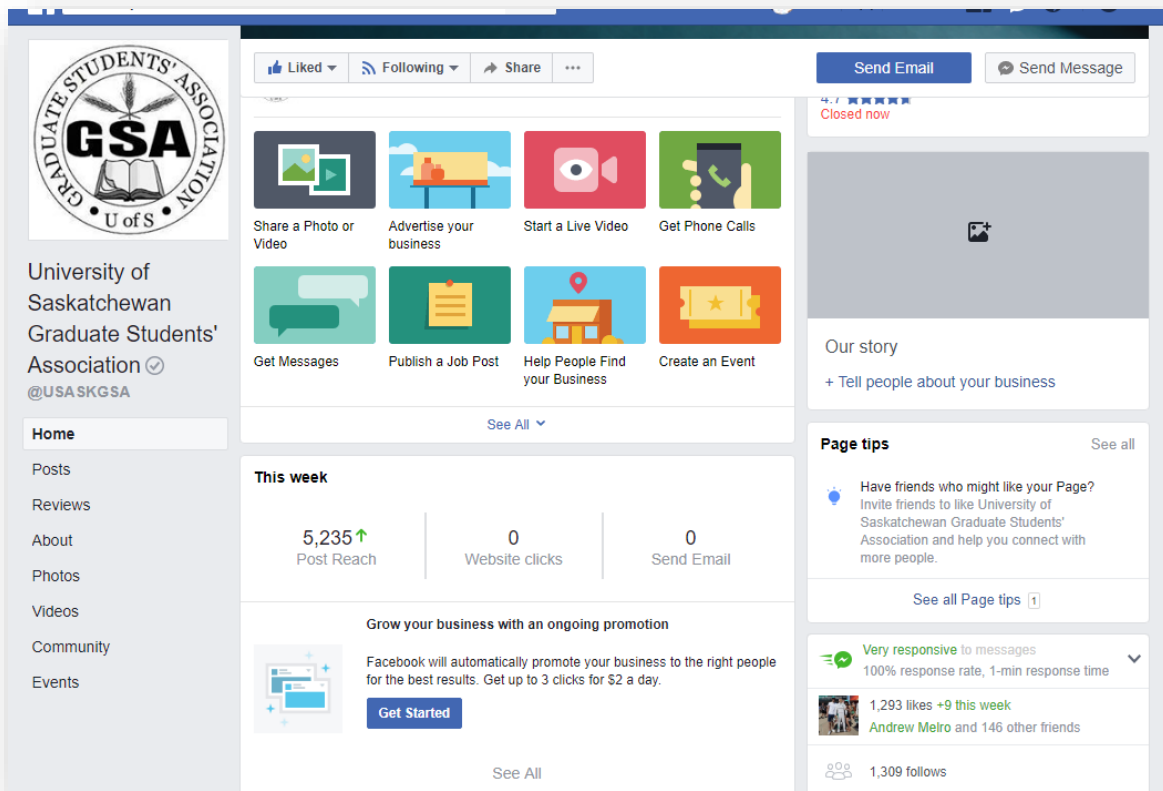 GRADUATE STUDENTS' ASSOCIATION
GSA
U of S
University of
Saskatchewan
Graduate Students'
Association
@USASKGSA
Home
Posts
Reviews
About
Photos
Videos
Community
Events
Liked
Following
Share
Send Email
Send Message
Share a Photo or
Video
Advertise your
business
Start a Live Video
Get Phone Calls
Get Messages
Publish a Job Post
Help People Find
your Business
Create an Event
See All
This week
5,235
Post Reach
0
Website clicks
0
Send Email
Grow your business with an ongoing promotion
Facebook will automatically promote your business to the right people
for the best results. Get up to 3 clicks for $2 a day.
Get Started
See All
4.7
Closed now
Our story
+ Tell people about your business
Page tips
See all
Have friends who might like your Page?
Invite friends to like University of
Saskatchewan Graduate Students'
Association and help you connect with
more people.
See all Page tips 1
Very responsive to messages
100% response rate, 1-min response time
1,293 likes +9 this week
Andrew Melro and 146 other friends
1,309 follows